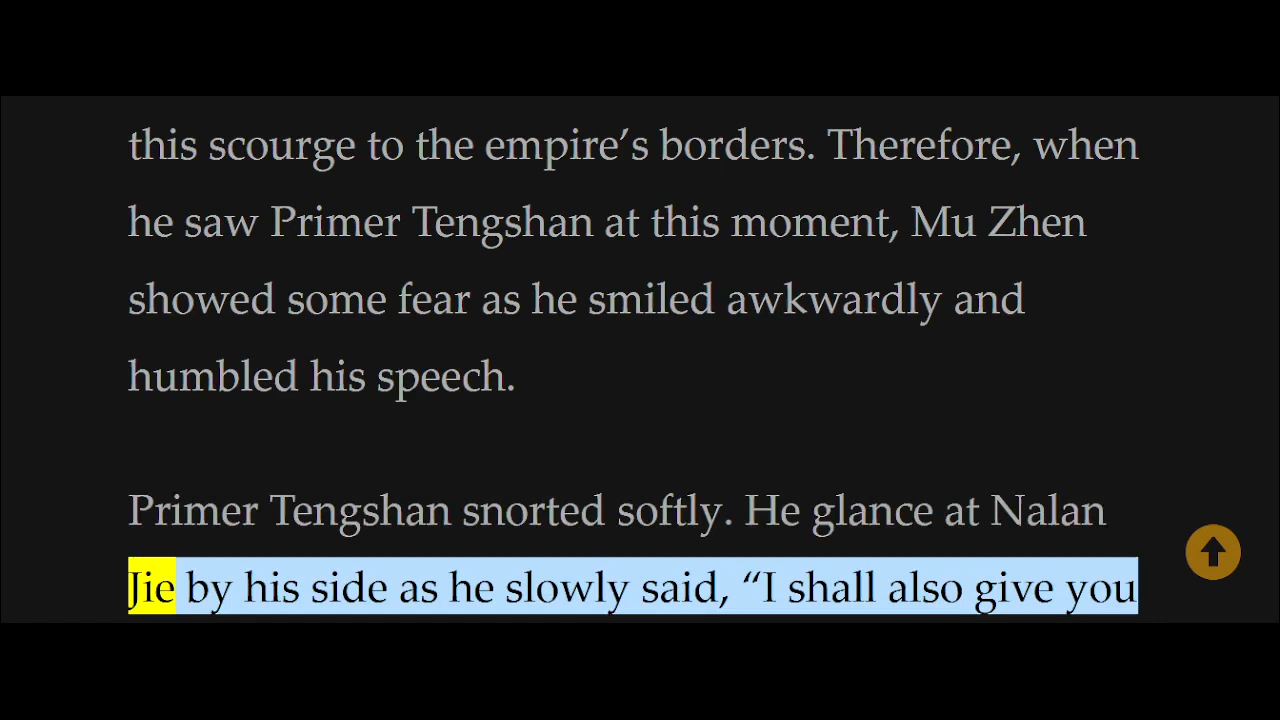 this scourge to the empire’s borders. Therefore, when
he saw Primer Tengshan at this moment, Mu Zhen
showed some fear as he smiled awkwardly and
humbled his speech.
Primer Tengshan snorted softly. He glance at Nalan
Jie by his side as he slowly said, “I shall also give you